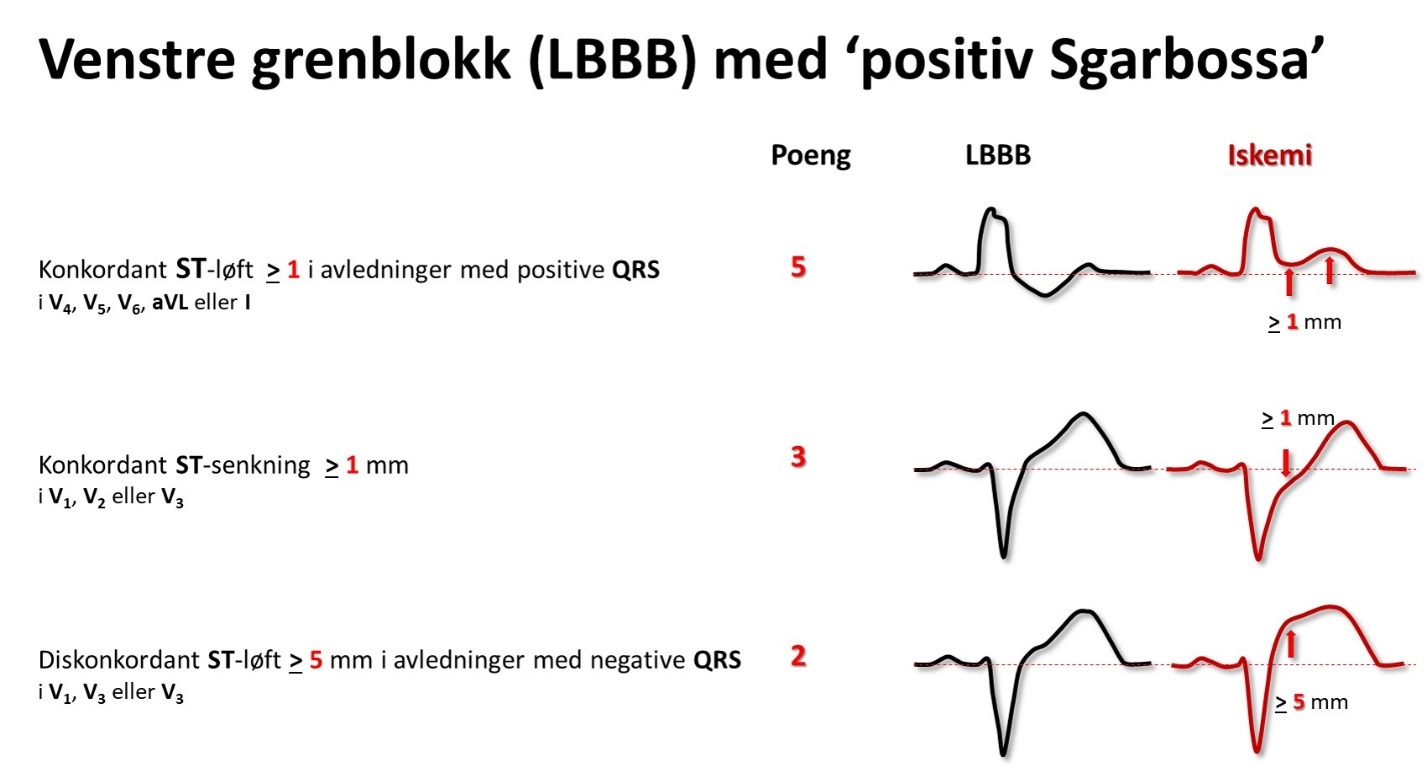 Venstre grenblokk (LBBB) med ‘positiv Sgarbossa’
Poeng LBBB Iskemi
Konkordant ST-løft ≥ 1 i avledninger med positive QRS 5
i V₄, V₅, V₆, aVL eller I
≥ 1 mm
≥ 1 mm
Konkordant ST-senkning ≥ 1 mm 3
i V₁, V₂ eller V₃
Diskonkordant ST-løft ≥ 5 mm i avledninger med negative QRS 2
i V₁, V₃ eller V₃
≥ 5 mm